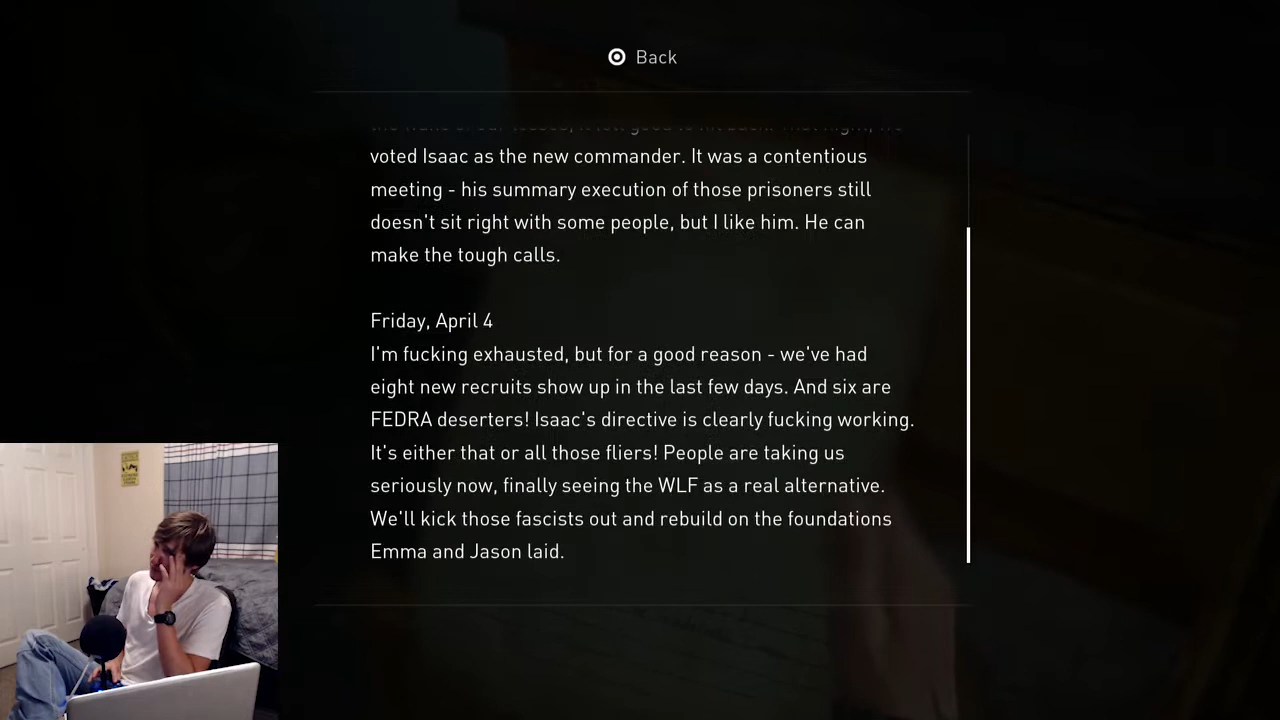 Back
voted Isaac as the new commander. It was a contentious
meeting - his summary execution of those prisoners still
doesn't sit right with some people, but I like him. He can
make the tough calls.
Friday, April 4
I'm fucking exhausted, but for a good reason - we've had
eight new recruits show up in the last few days. And six are
FEDRA deserters! Isaac's directive is clearly fucking working.
It's either that or all those fliers! People are taking us
seriously now, finally seeing the WLF as a real alternative.
We'll kick those fascists out and rebuild on the foundations
Emma and Jason laid.